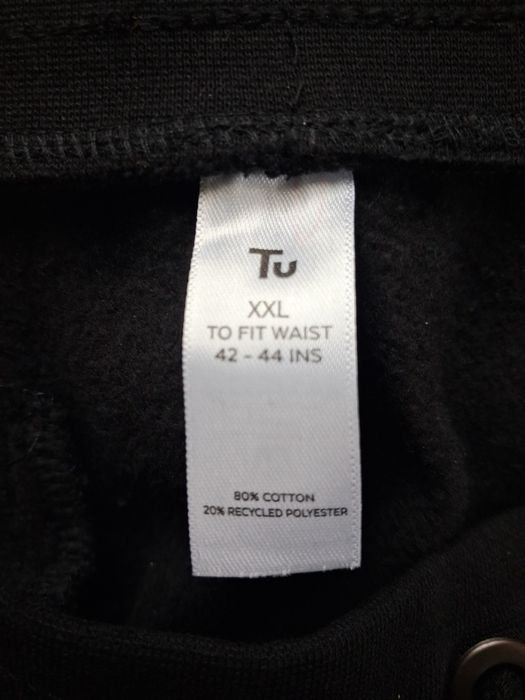 Tu
XXL
TO FIT WAIST
42 - 44 INS
80% COTTON
20% RECYCLED POLYESTER